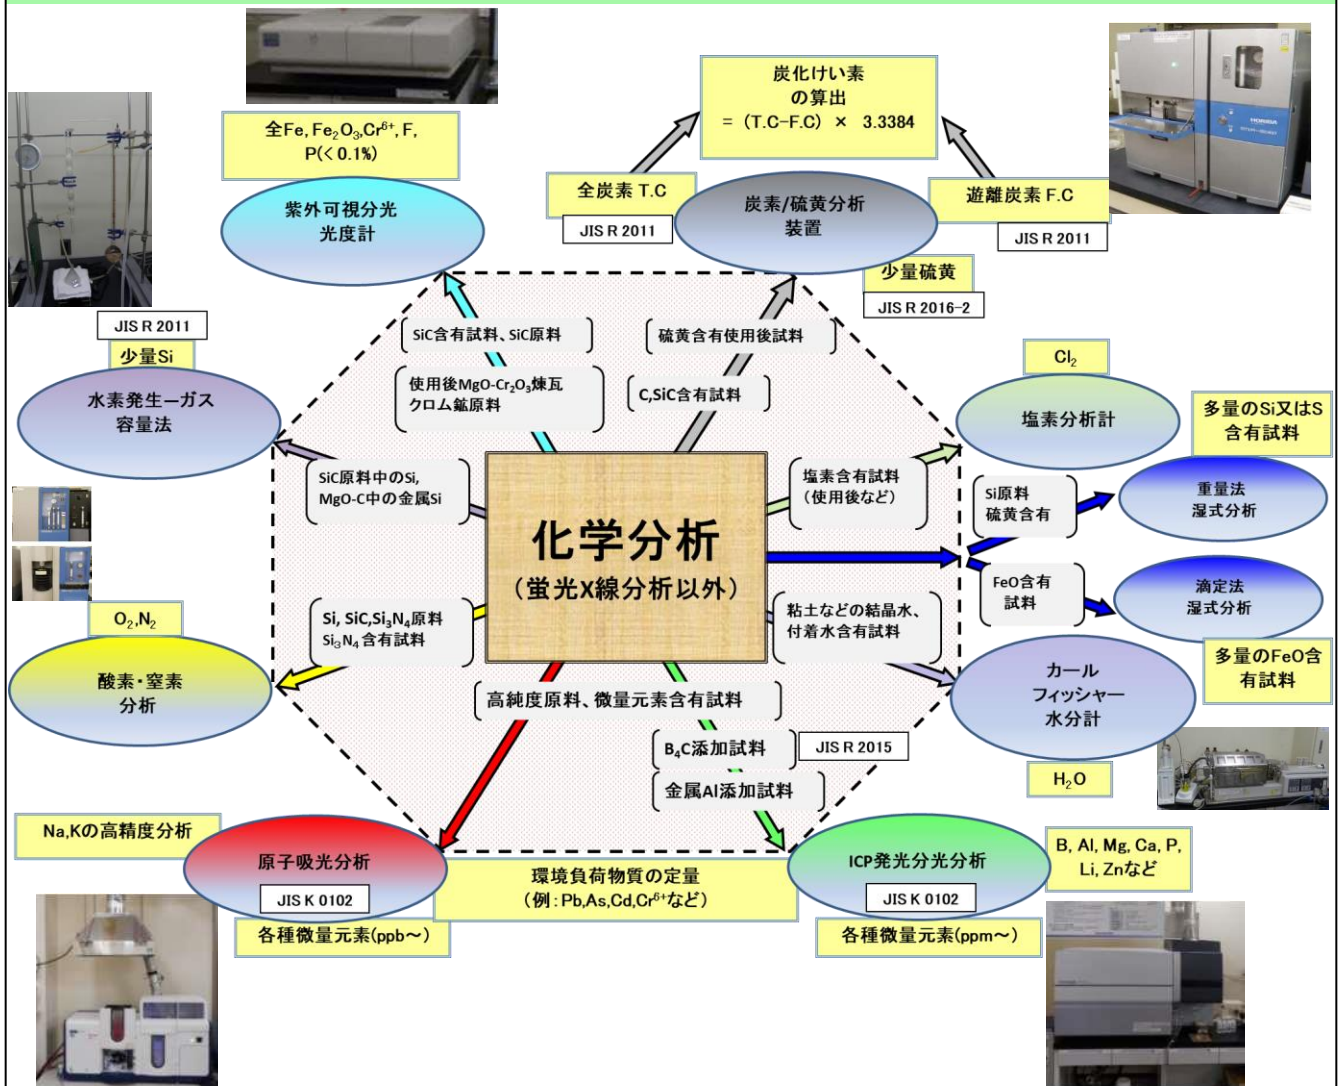 炭化けい素
の算出
= (T.C-F.C) × 3.3384
HORIBA
全Fe, Fe₂O₃,Cr⁶⁺, F,
P(< 0.1%)
紫外可視分光
光度計
全炭素 T.C
JIS R 2011
炭素/硫黄分析
装置
遊離炭素 F.C
JIS R 2011
少量硫黄
JIS R 2016-2
JIS R 2011
少量Si
水素発生ーガス
容量法
SiC含有試料、SiC原料
使用後MgO-Cr₂O₃煉瓦
クロム鉱原料
硫黄含有使用後試料
C,SiC含有試料
Cl₂
塩素分析計
多量のSi又はS
含有試料
重量法
湿式分析
SiC原料中のSi,
MgO-C中の金属Si
塩素含有試料
(使用後など)
Si原料
硫黄含有
化学分析
(蛍光X線分析以外)
FeO含有
試料
滴定法
湿式分析
多量のFeO含
有試料
O₂,N₂
酸素・窒素
分析
Si, SiC,Si₃N₄原料
Si₃N₄含有試料
粘土などの結晶水、
付着水含有試料
カール
フィッシャー
水分計
H₂O
高純度原料、微量元素含有試料
B₄C添加試料
JIS R 2015
金属Al添加試料
Na,Kの高精度分析
原子吸光分析
JIS K 0102
各種微量元素(ppb～)
環境負荷物質の定量
(例:Pb,As,Cd,Cr⁶⁺など)
ICP発光分光分析
JIS K 0102
各種微量元素(ppm～)
B, Al, Mg, Ca, P,
Li, Znなど